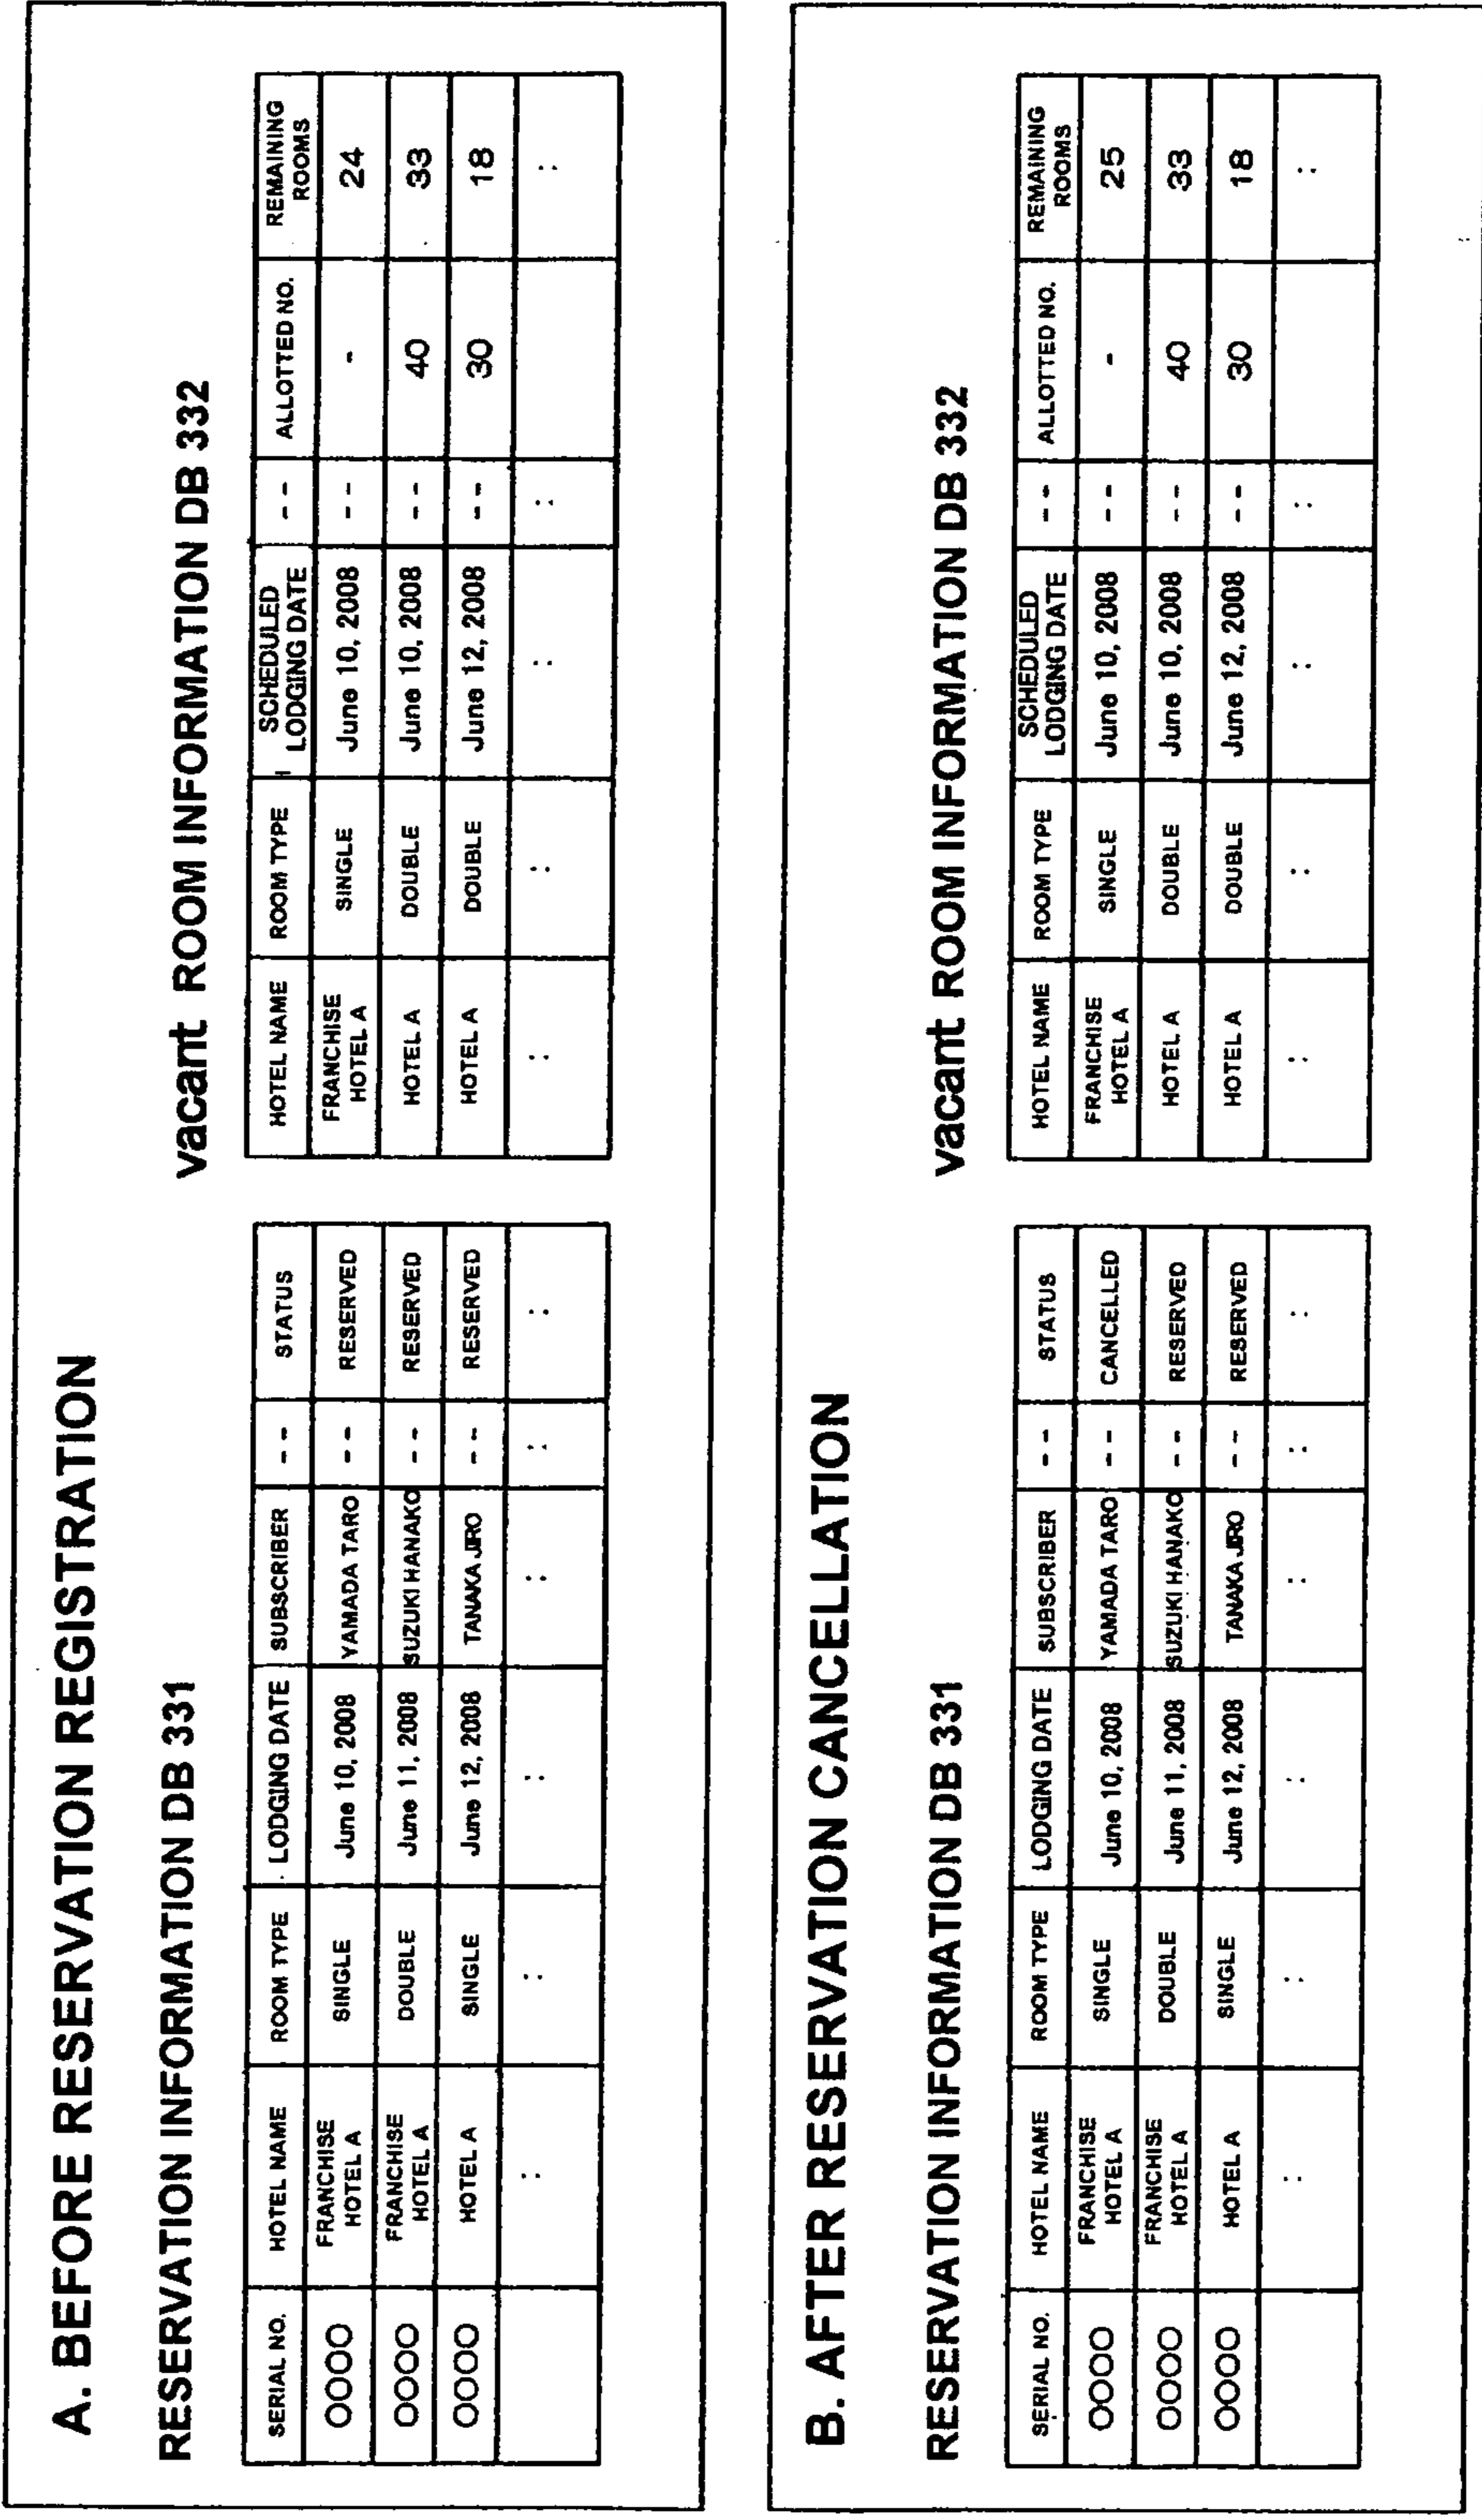 A. BEFORE RESERVATION REGISTRATION
RESERVATION INFORMATION DB 331
SERIAL NO. HOTEL NAME ROOM TYPE LODGING DATE SUBSCRIBER -- STATUS
0000 FRANCHISE HOTEL A SINGLE June 10, 2008 YAMADA TARO -- RESERVED
0000 FRANCHISE HOTEL A DOUBLE June 11, 2008 SUZUKI HANAKO -- RESERVED
0000 HOTEL A SINGLE June 12, 2008 TANAKA JIRO -- RESERVED
: : : : : :
vacant ROOM INFORMATION DB 332
HOTEL NAME ROOM TYPE SCHEDULED LODGING DATE -- ALLOTTED NO. REMAINING ROOMS
FRANCHISE HOTEL A SINGLE June 10, 2008 -- - 24
HOTEL A DOUBLE June 10, 2008 -- 40 33
HOTEL A DOUBLE June 12, 2008 -- 30 18
: : : : :
B. AFTER RESERVATION CANCELLATION
RESERVATION INFORMATION DB 331
SERIAL NO. HOTEL NAME ROOM TYPE LODGING DATE SUBSCRIBER -- STATUS
0000 FRANCHISE HOTEL A SINGLE June 10, 2008 YAMADA TARO -- CANCELLED
0000 FRANCHISE HOTEL A DOUBLE June 11, 2008 SUZUKI HANAKO -- RESERVED
0000 HOTEL A SINGLE June 12, 2008 TANAKA JIRO -- RESERVED
: : : : : :
vacant ROOM INFORMATION DB 332
HOTEL NAME ROOM TYPE SCHEDULED LODGING DATE -- ALLOTTED NO. REMAINING ROOMS
FRANCHISE HOTEL A SINGLE June 10, 2008 -- - 25
HOTEL A DOUBLE June 10, 2008 -- 40 33
HOTEL A DOUBLE June 12, 2008 -- 30 18
: : : : :